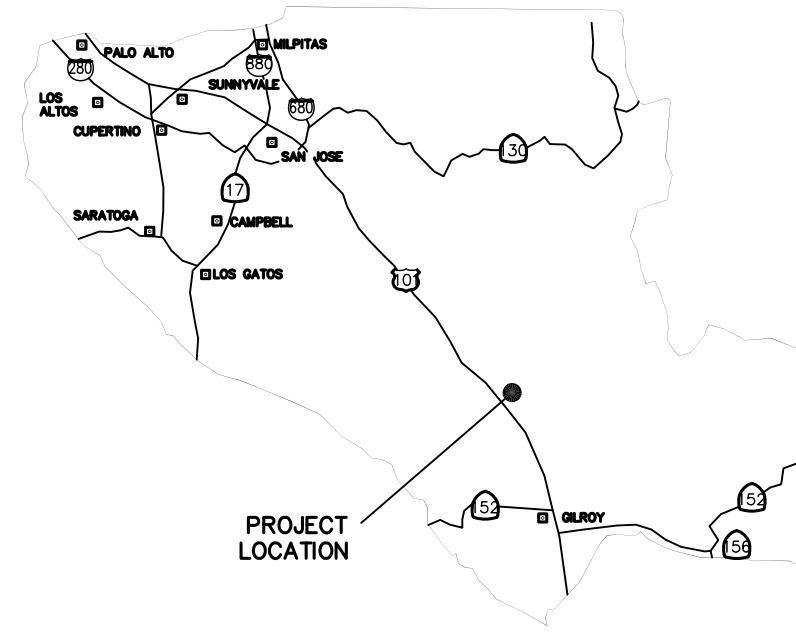 PALO ALTO
MILPITAS
280
880
SUNNYVALE
LOS
ALTOS
680
CUPERTINO
130
SAN JOSE
17
SARATOGA
CAMPBELL
LOS GATOS
101
152
152
GILROY
PROJECT
LOCATION
156